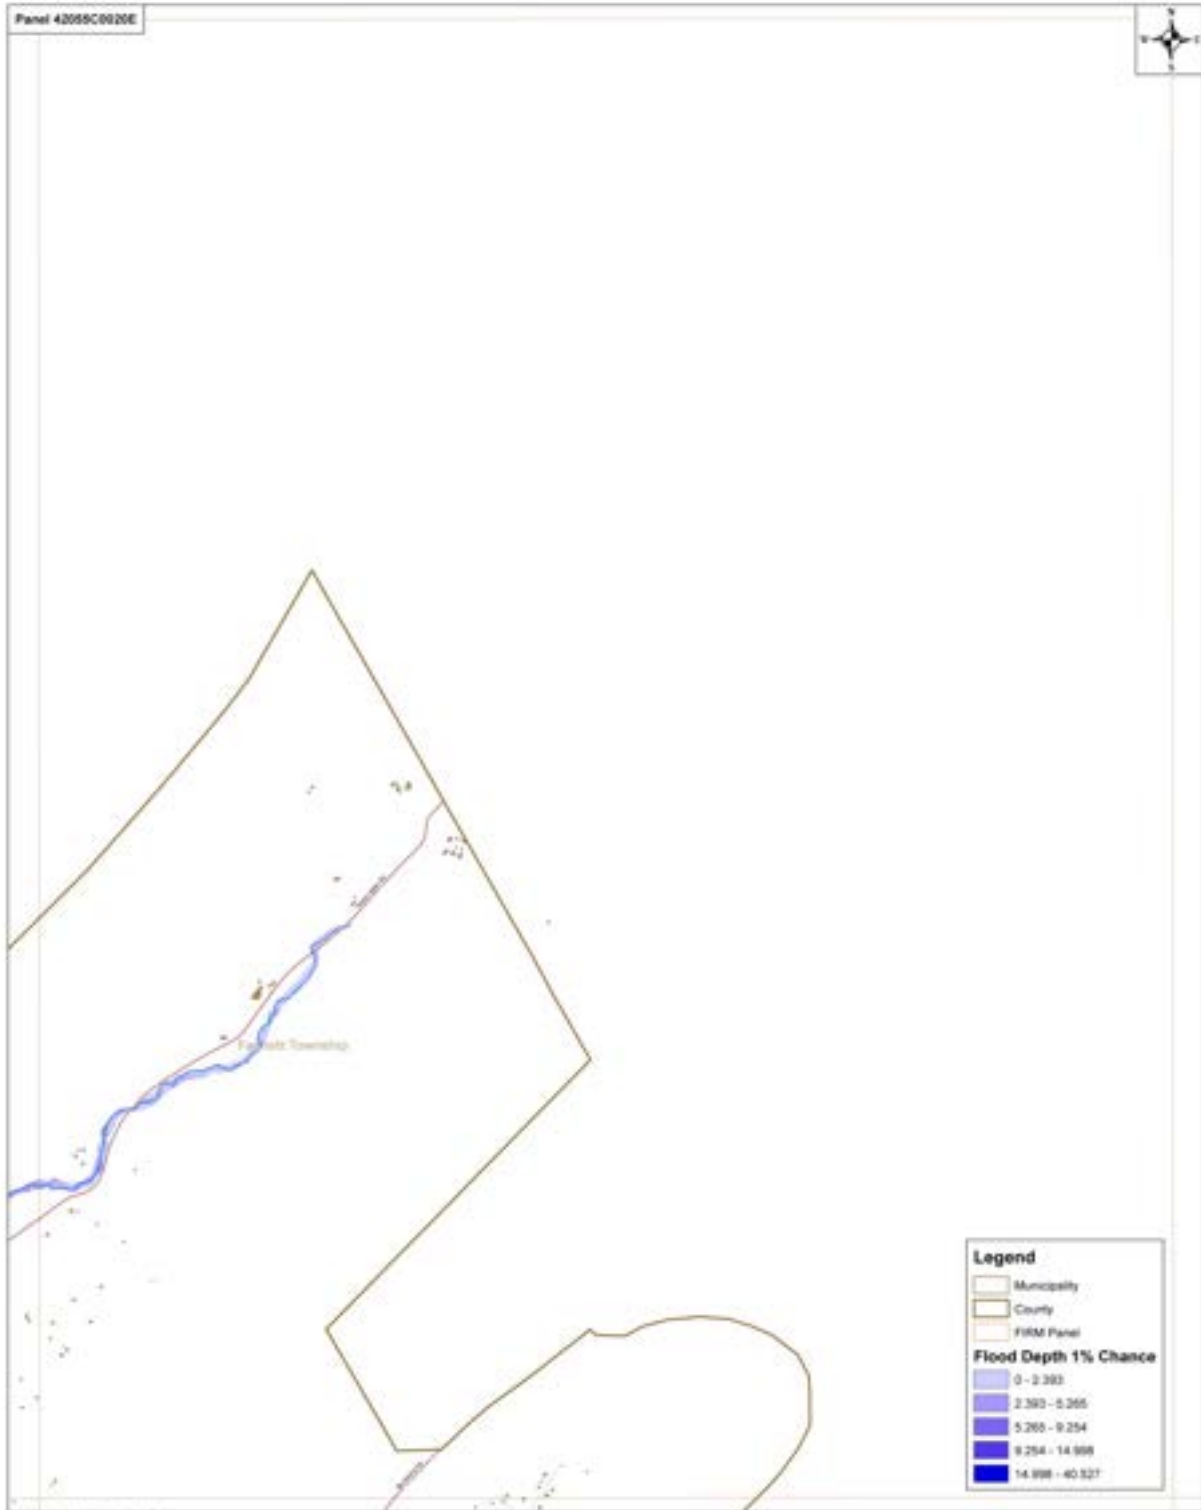 Panel 42055C0020E
N
W E
S
Township
Legend
Municipality
County
FIRM Panel
Flood Depth 1% Chance
0 - 2.393
2.393 - 5.265
5.265 - 9.254
9.254 - 14.998
14.998 - 40.527